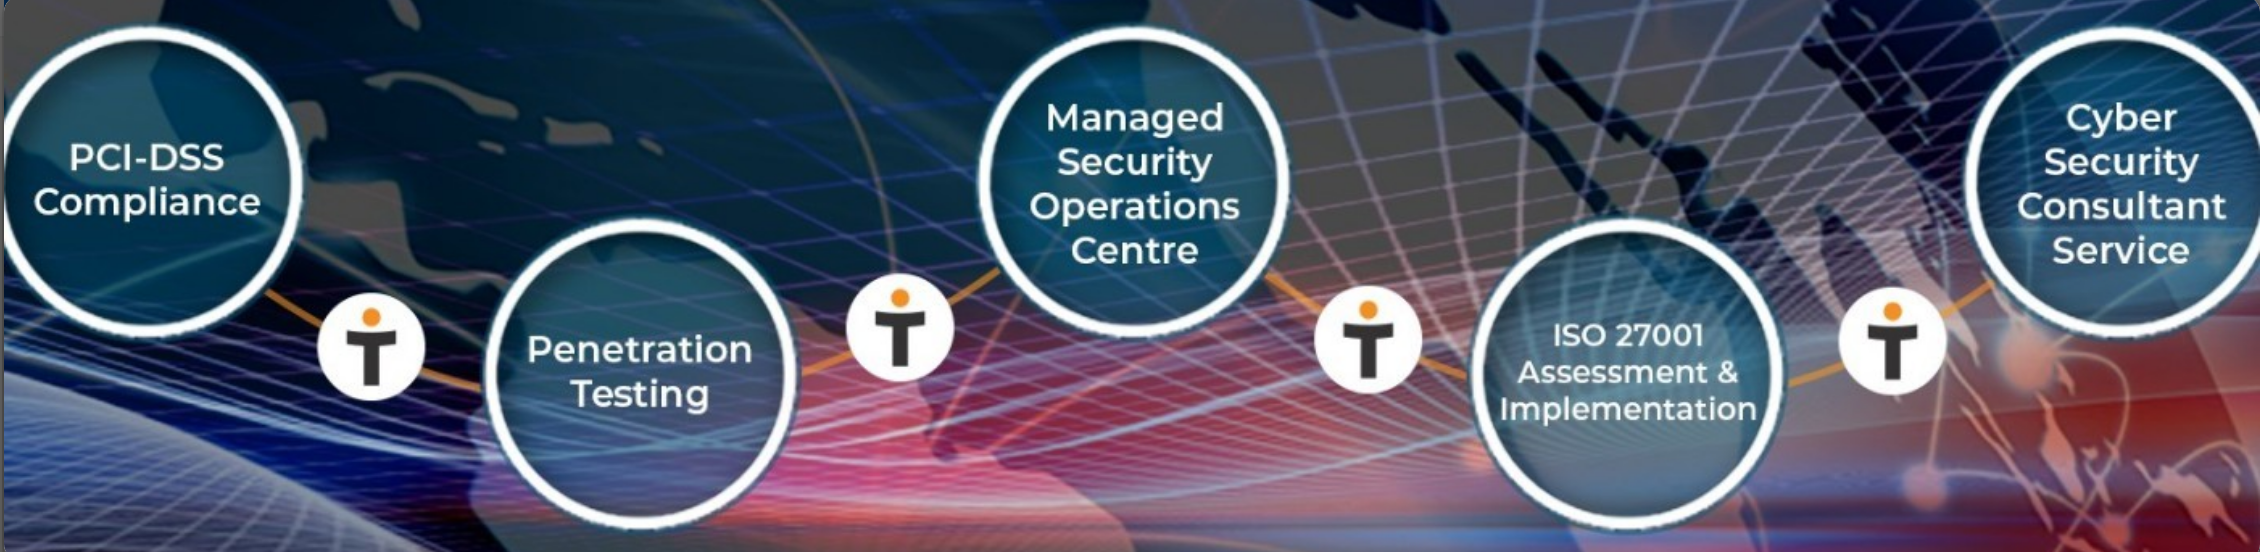 PCI-DSS
Compliance
Penetration
Testing
Managed
Security
Operations
Centre
ISO 27001
Assessment &
Implementation
Cyber
Security
Consultant
Service